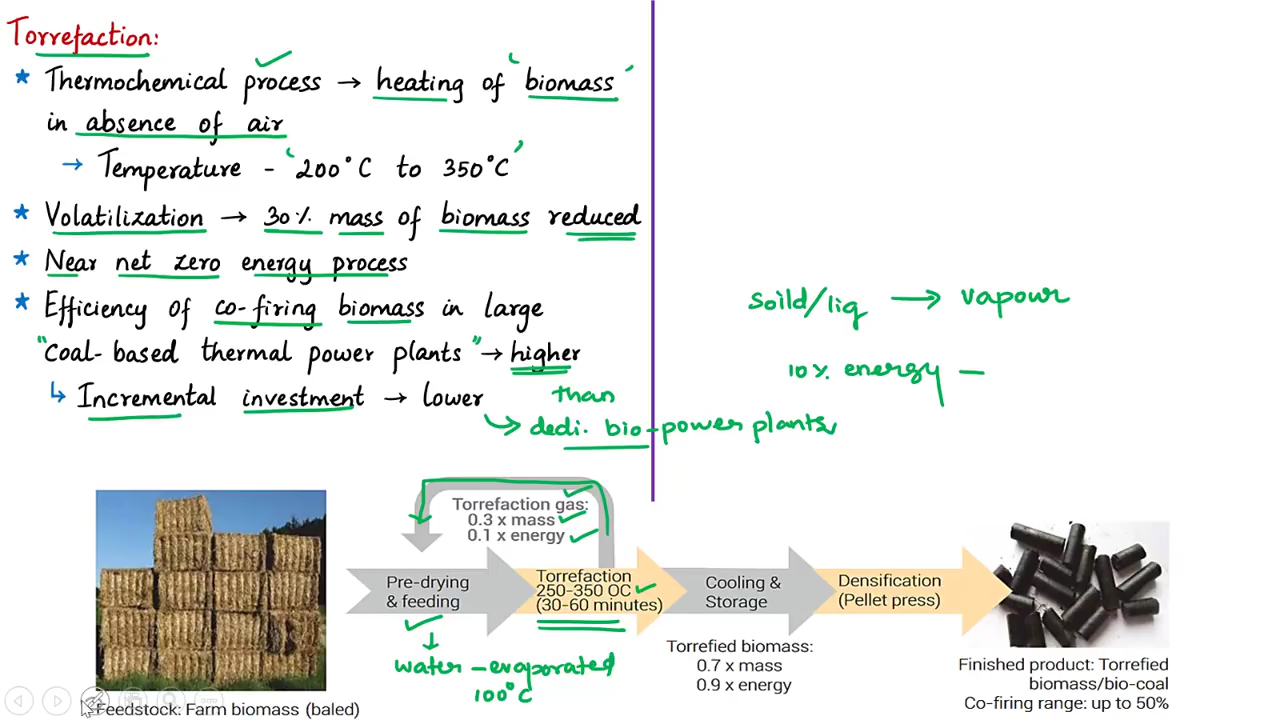 Torrefaction:
* Thermochemical process → heating of 'biomass'
in absence of air
→ Temperature - '200°C to 350°C'
* Volatilization → 30% mass of biomass reduced
* Near net zero energy process
* Efficiency of co-firing biomass in large
"coal-based thermal power plants" → higher
↳ Incremental investment → lower than
→ dedi. bio-power plants
soild/liq → vapour
10% energy -
Torrefaction gas:
0.3 x mass
0.1 x energy
Pre-drying
& feeding
Torrefaction
250-350 OC
(30-60 minutes)
Cooling &
Storage
Densification
(Pellet press)
water - evaporated
100°C
Torrefied biomass:
0.7 x mass
0.9 x energy
Feedstock: Farm biomass (baled)
Finished product: Torrefied
biomass/bio-coal
Co-firing range: up to 50%